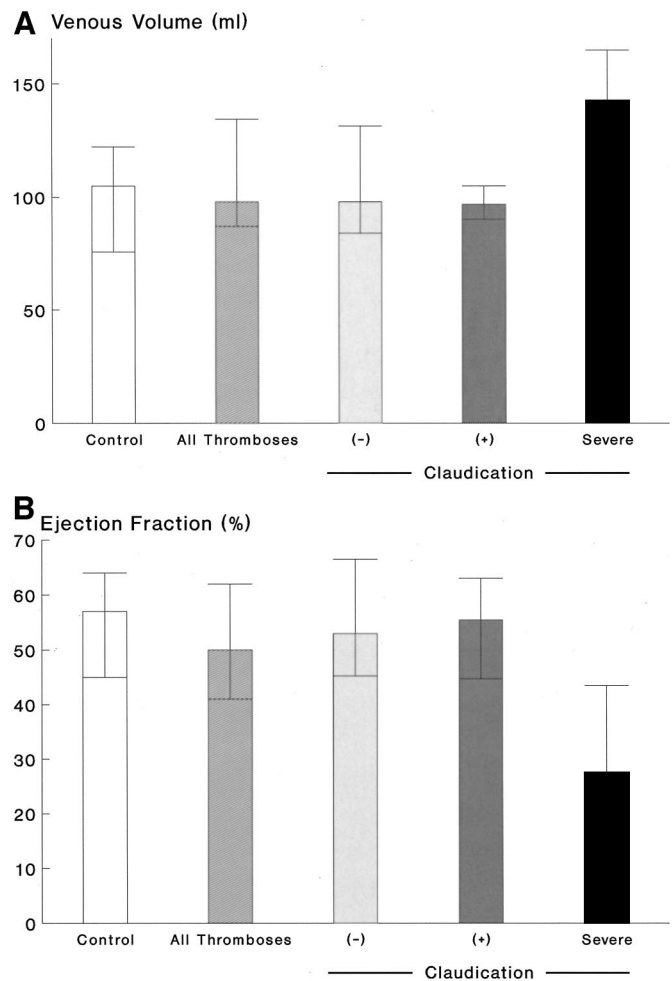 A Venous Volume (ml)
150
100
50
0
Control All Thromboses (-) (+) Severe
Claudication
B
Ejection Fraction (%)
70
60
50
40
30
20
10
0
Control All Thromboses (-) (+) Severe
Claudication